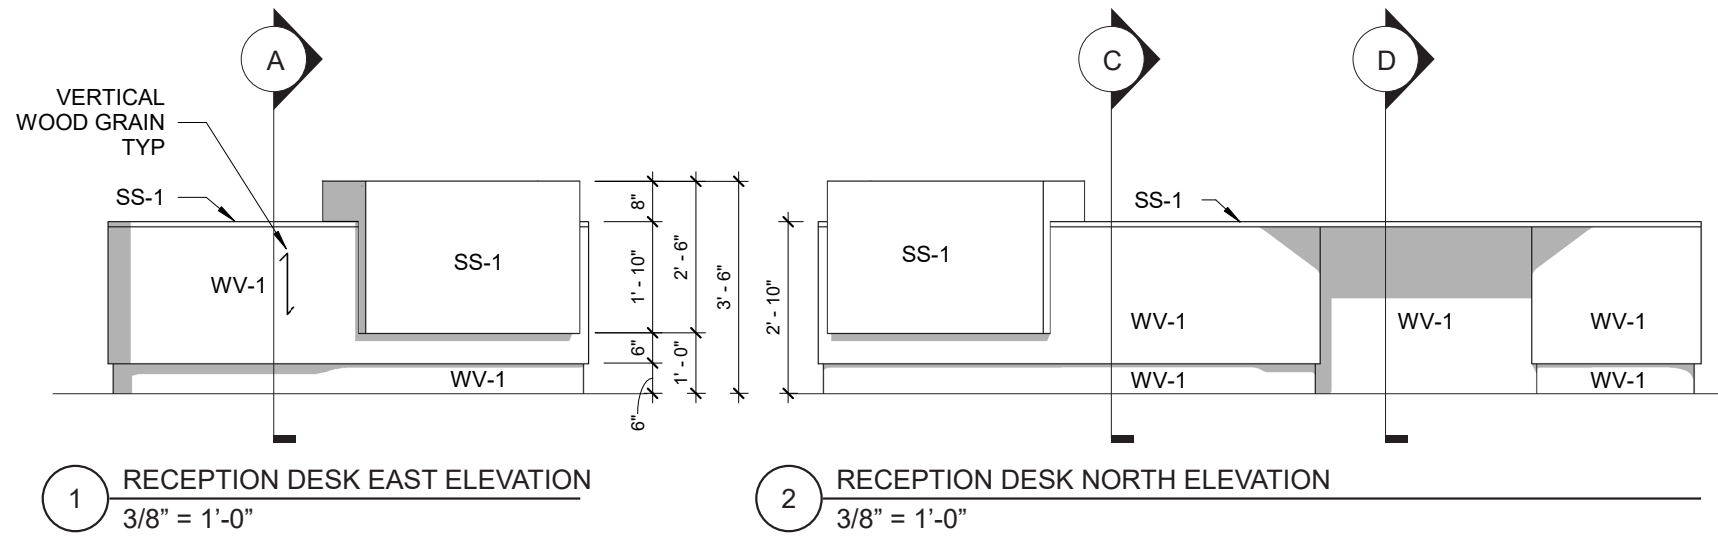 A
C
D
VERTICAL
WOOD GRAIN
TYP
SS-1
SS-1
WV-1
WV-1
8"
1' - 10"
6"
6"
2' - 6"
1' - 0"
3' - 6"
2' - 10"
SS-1
SS-1
WV-1
WV-1
WV-1
WV-1
WV-1
1
RECEPTION DESK EAST ELEVATION
3/8” = 1’-0”
2
RECEPTION DESK NORTH ELEVATION
3/8” = 1’-0”